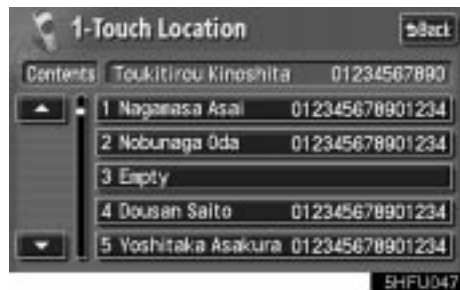 1-Touch Location
Back
Contents Toukitirou Kinoshita 01234567890
1 Nagamasa Asai 012345678901234
2 Nobunaga Oda 012345678901234
3 Empty
4 Dousan Saito 012345678901234
5 Yoshitaka Asakura 012345678901234
5HFU047